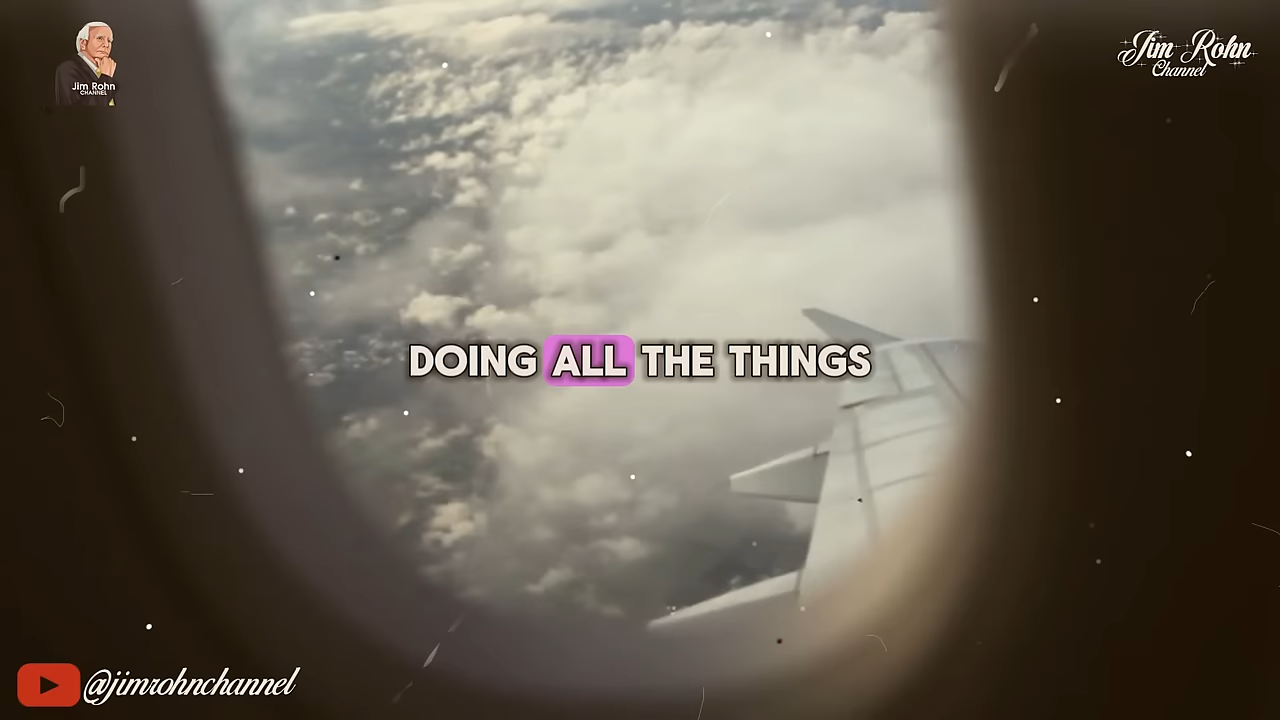 Jim Rohn
CHANNEL
Jim Rohn
Channel
DOING ALL THE THINGS
@jimrohnchannel